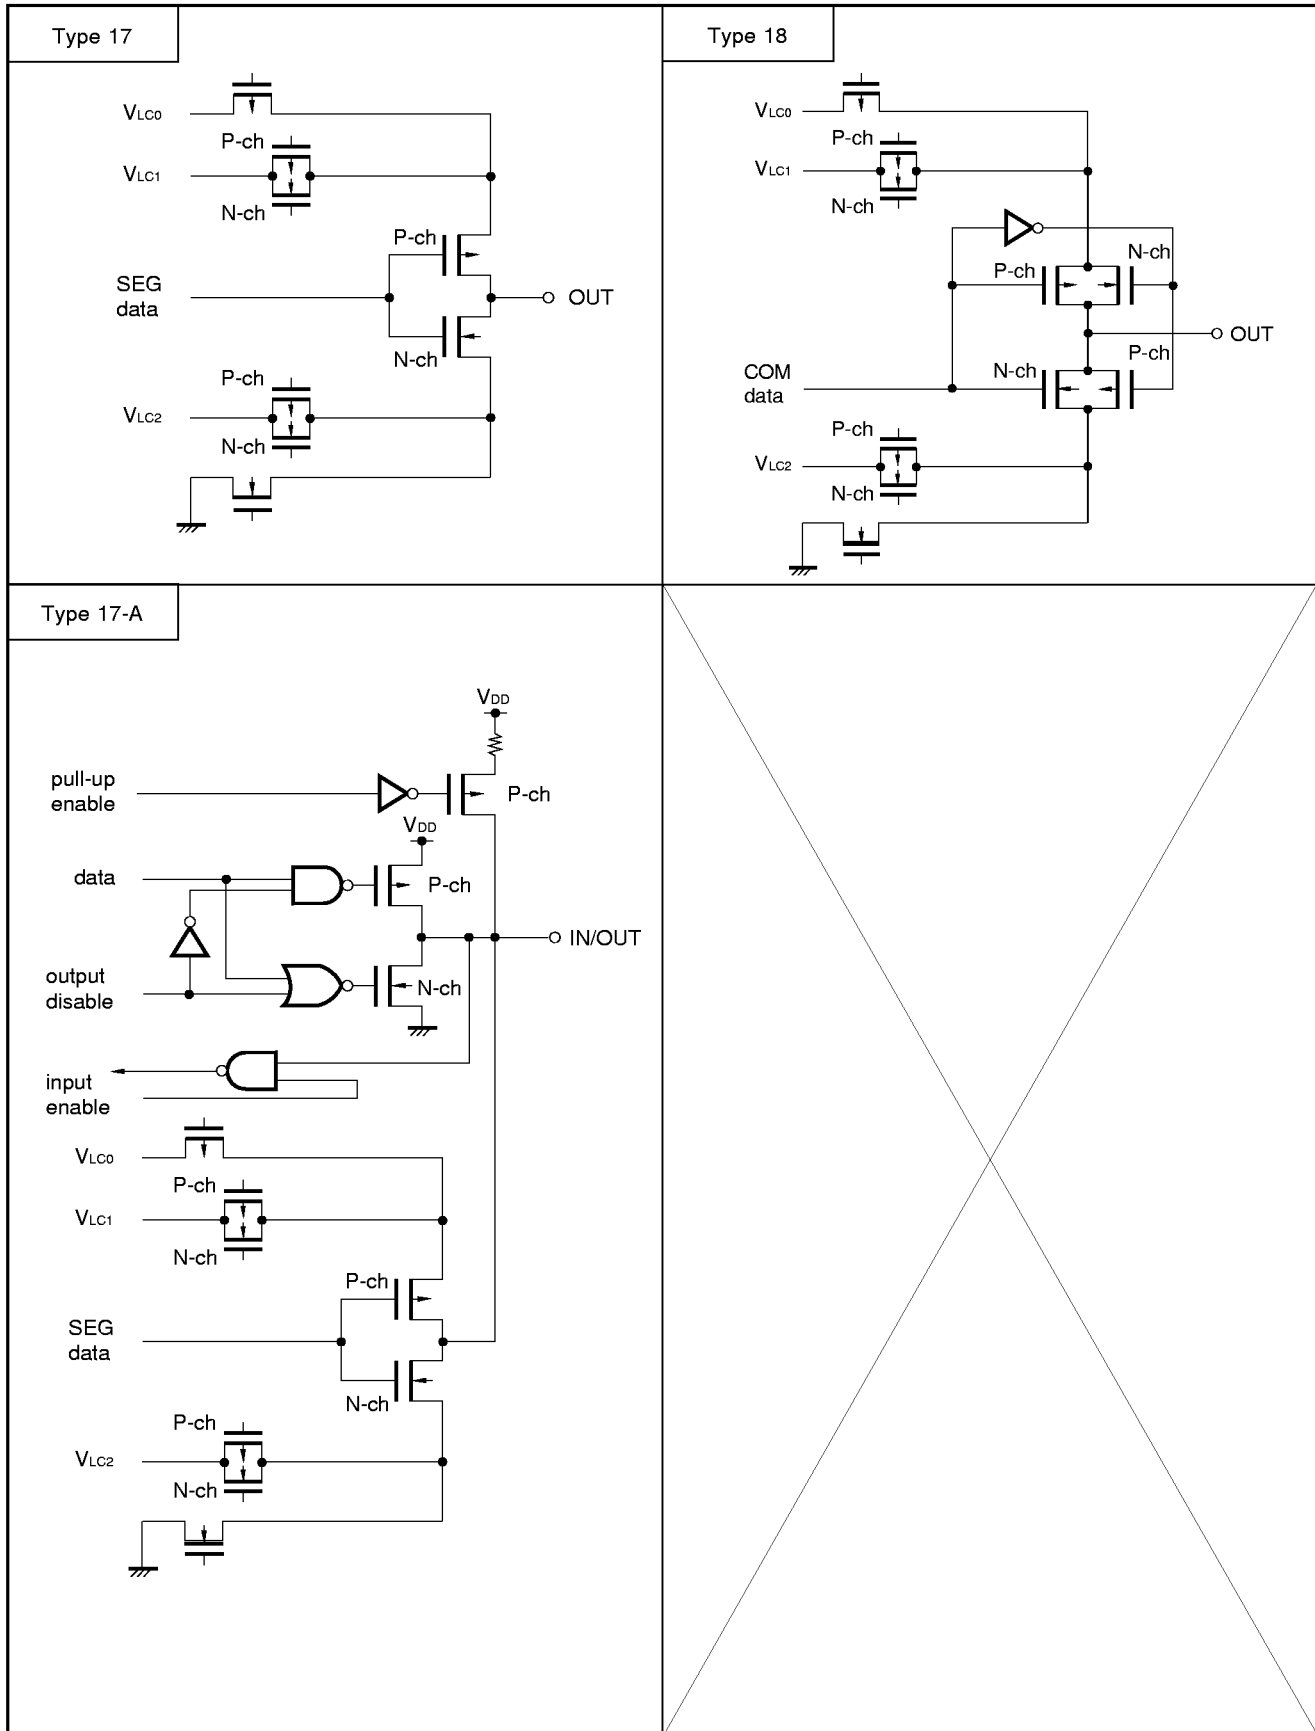 Type 17
VLC0
P-ch
VLC1
N-ch
P-ch
SEG
data
OUT
N-ch
P-ch
VLC2
N-ch
Type 18
VLC0
P-ch
VLC1
N-ch
N-ch
P-ch
OUT
P-ch
COM
data
N-ch
P-ch
VLC2
N-ch
Type 17-A
VDD
pull-up
enable
P-ch
VDD
data
P-ch
IN/OUT
output
disable
N-ch
input
enable
VLC0
P-ch
VLC1
N-ch
P-ch
SEG
data
N-ch
P-ch
VLC2
N-ch